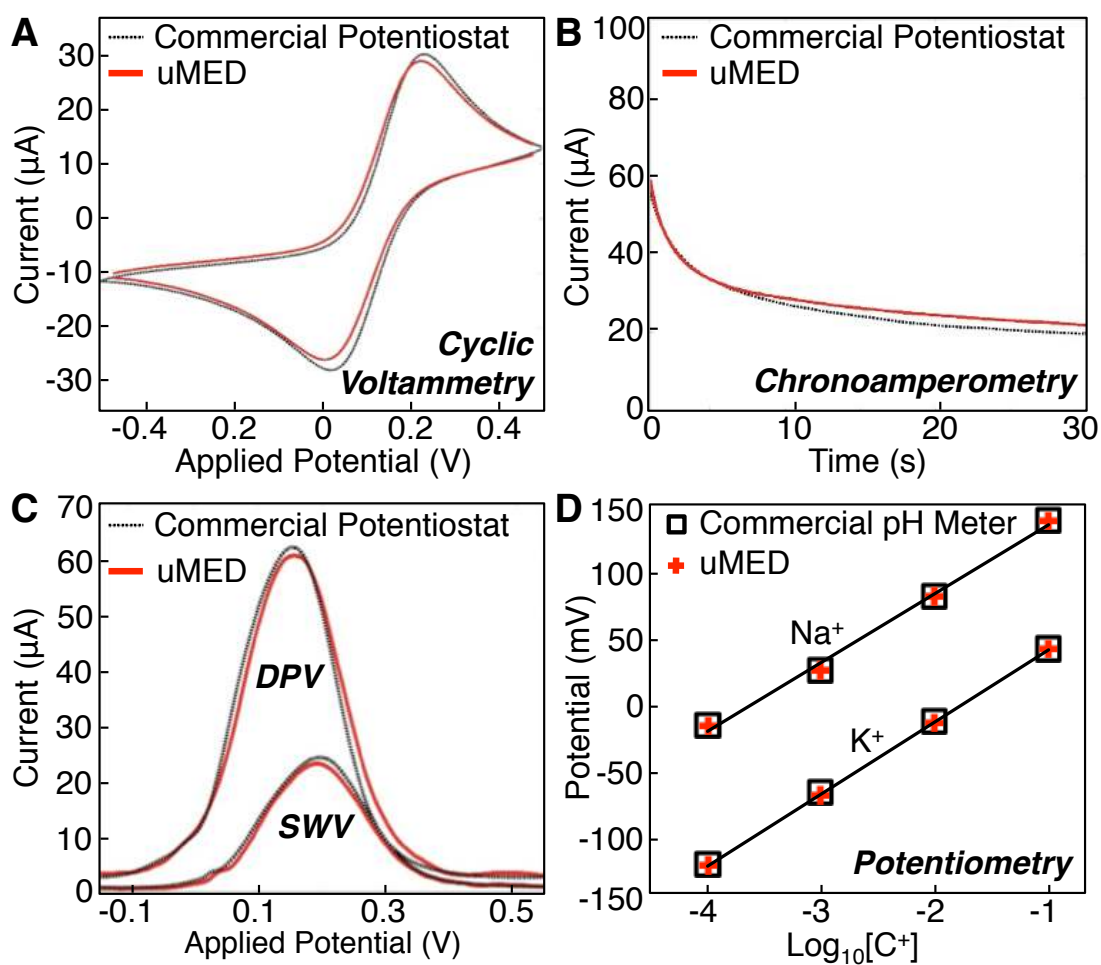 A
Commercial Potentiostat
uMED
30
20
10
0
-10
-20
-30
Current (µA)
Cyclic
Voltammetry
-0.4
0.2
0
0.2
0.4
Applied Potential (V)
B
Commercial Potentiostat
uMED
100
80
60
40
20
0
Current (µA)
Chronoamperometry
0
10
20
30
Time (s)
C
Commercial Potentiostat
uMED
70
60
50
40
30
20
10
0
Current (µA)
DPV
SWV
-0.1
0.1
0.3
0.5
Applied Potential (V)
D
Commercial pH Meter
uMED
150
100
50
0
-50
-100
-150
Potential (mV)
Na⁺
K⁺
Potentiometry
-4
-3
-2
-1
Log₁₀[C⁺]